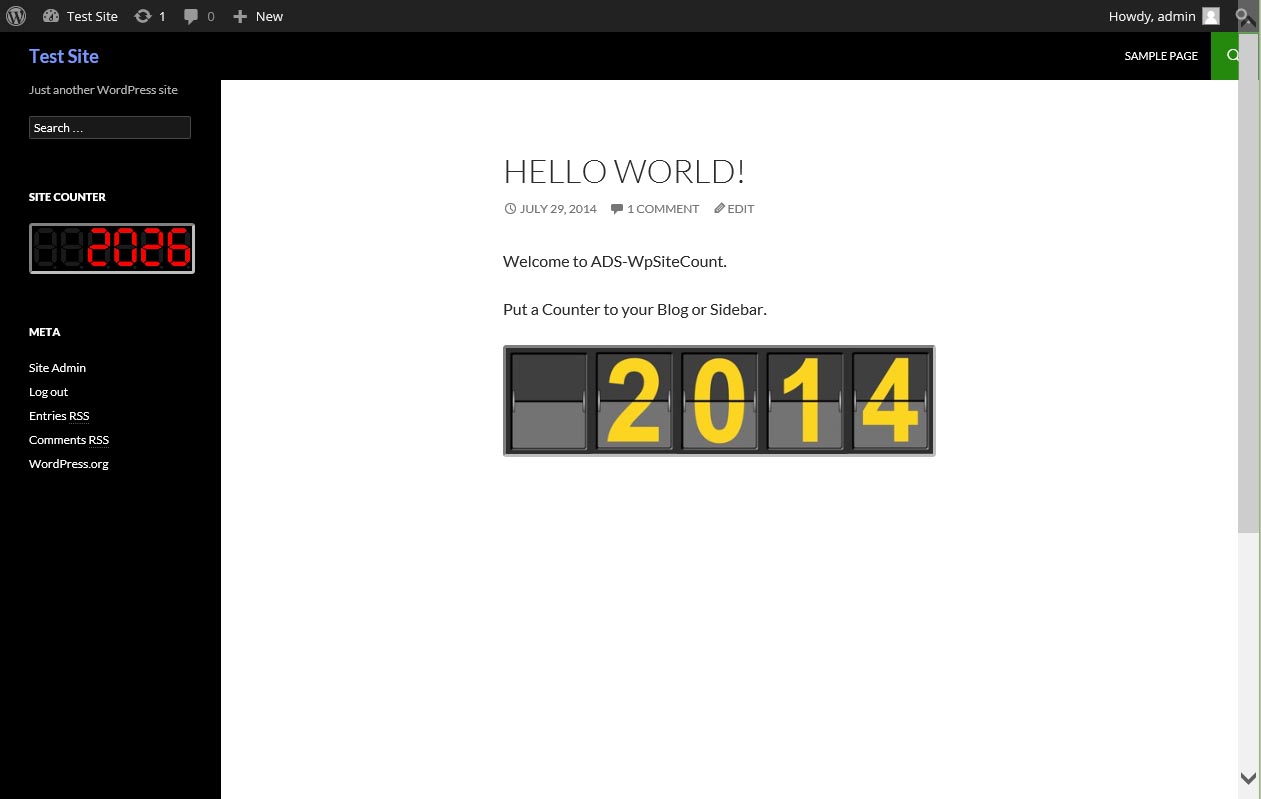 Test Site 1 0 New Howdy, admin
Test Site SAMPLE PAGE
Just another WordPress site
Search ...
SITE COUNTER
2026
META
Site Admin
Log out
Entries RSS
Comments RSS
WordPress.org
HELLO WORLD!
JULY 29, 2014 1 COMMENT EDIT
Welcome to ADS-WpSiteCount.
Put a Counter to your Blog or Sidebar.
2014